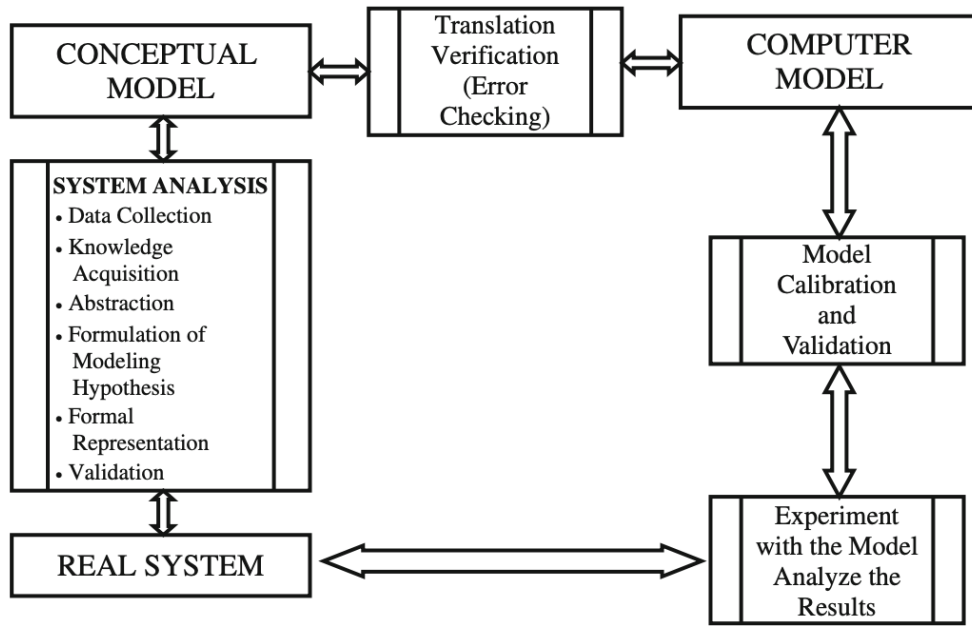 CONCEPTUAL
MODEL
Translation
Verification
(Error
Checking)
COMPUTER
MODEL
SYSTEM ANALYSIS
• Data Collection
• Knowledge
Acquisition
• Abstraction
• Formulation of
Modeling
Hypothesis
• Formal
Representation
• Validation
Model
Calibration
and
Validation
REAL SYSTEM
Experiment
with the Model
Analyze the
Results